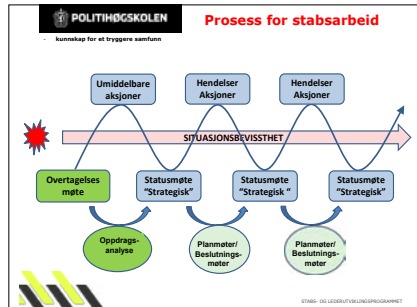 POLITIHØGSKOLEN
- kunnskap for et tryggere samfunn
Prosess for stabsarbeid
Umiddelbare
aksjoner
Hendelser
Aksjoner
Hendelser
Aksjoner
SITUASJONSBEVISSTHET
Overtagelses
møte
Statusmøte
"Strategisk"
Statusmøte
"Strategisk "
Statusmøte
"Strategisk"
Oppdrags-
analyse
Planmøter/
Beslutnings-
møter
Planmøter/
Beslutnings-
møter
STABS- OG LEDERUTVIKLINGSPROGRAMMET